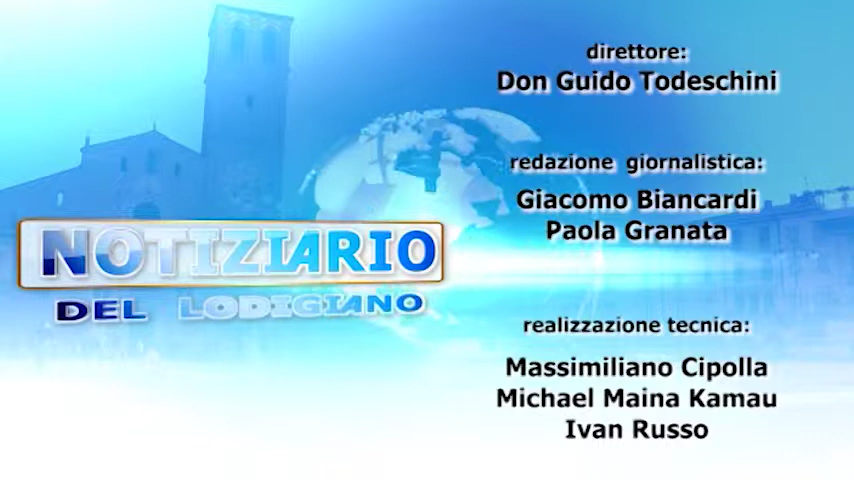 NOTIZIARIO
DEL LODIGIANO
direttore:
Don Guido Todeschini
redazione giornalistica:
Giacomo Biancardi
Paola Granata
realizzazione tecnica:
Massimiliano Cipolla
Michael Maina Kamau
Ivan Russo